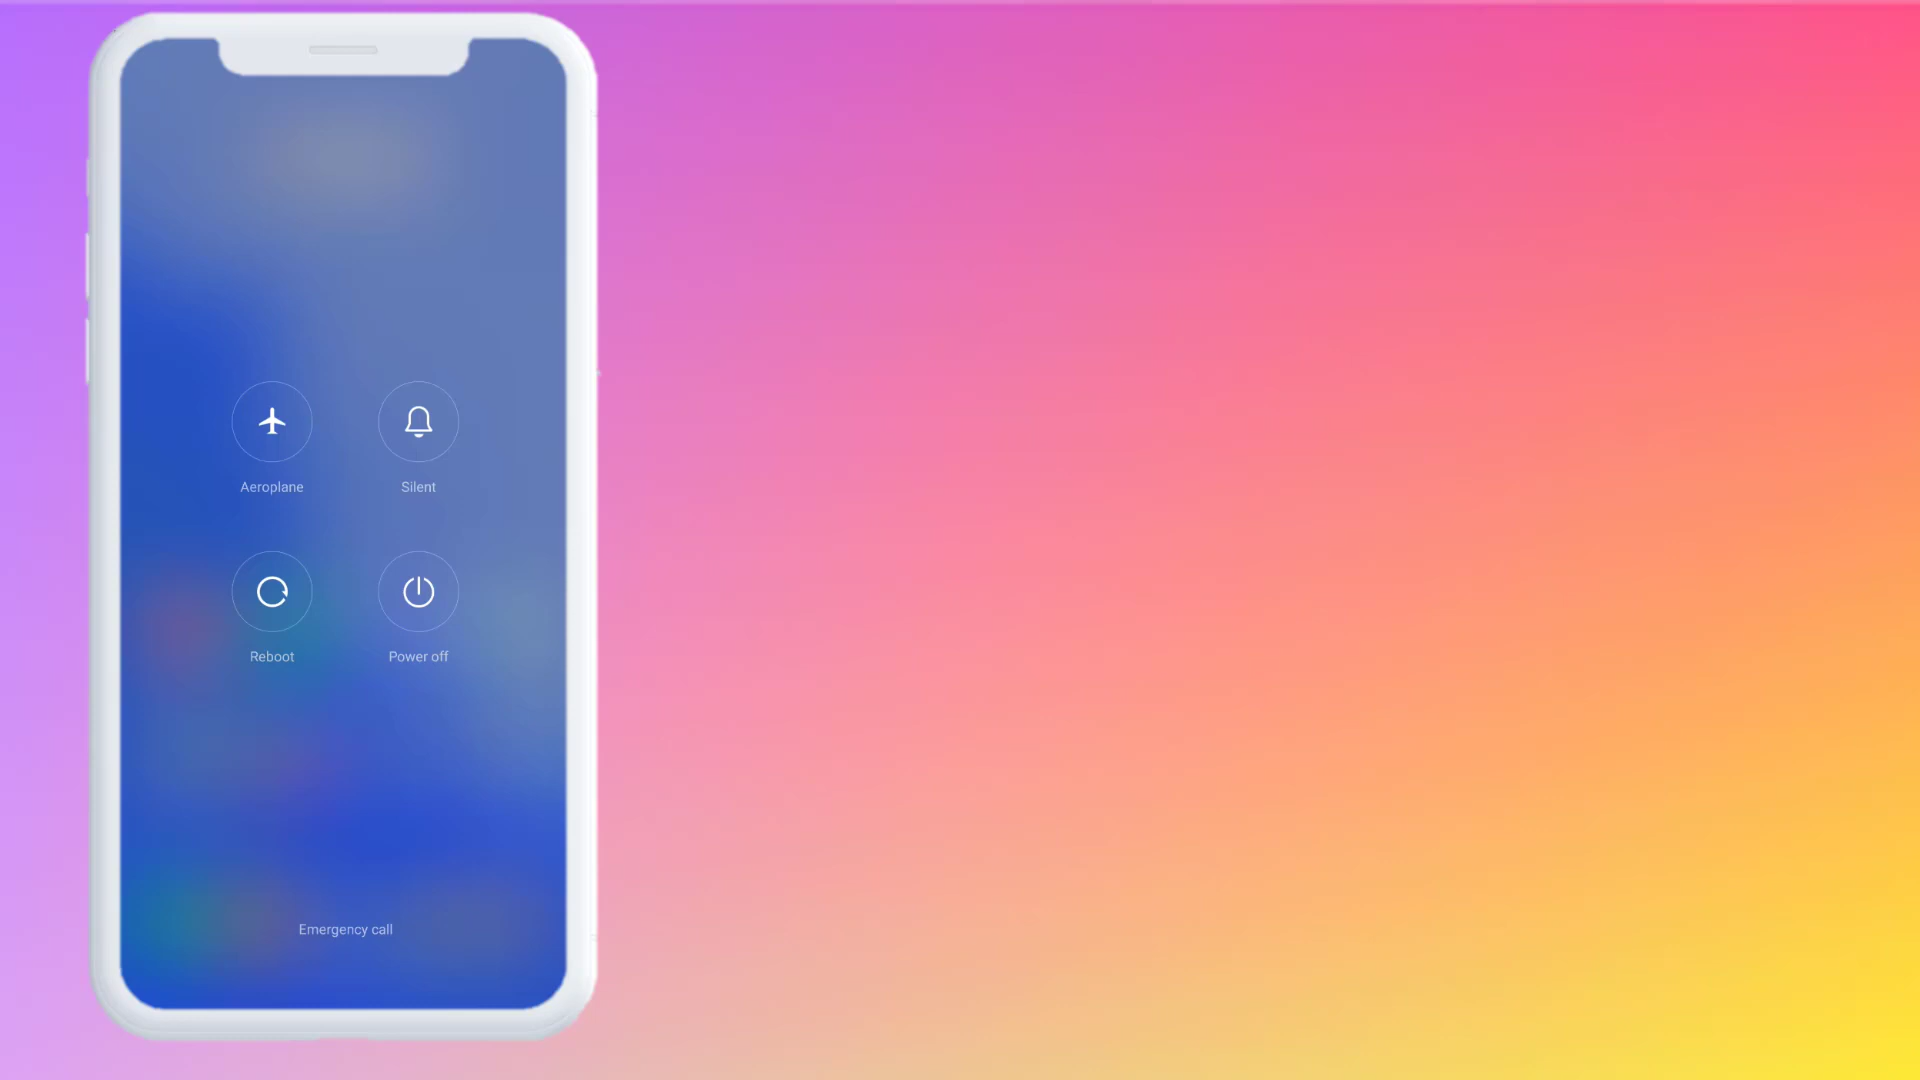 Aeroplane
Silent
Reboot
Power off
Emergency call